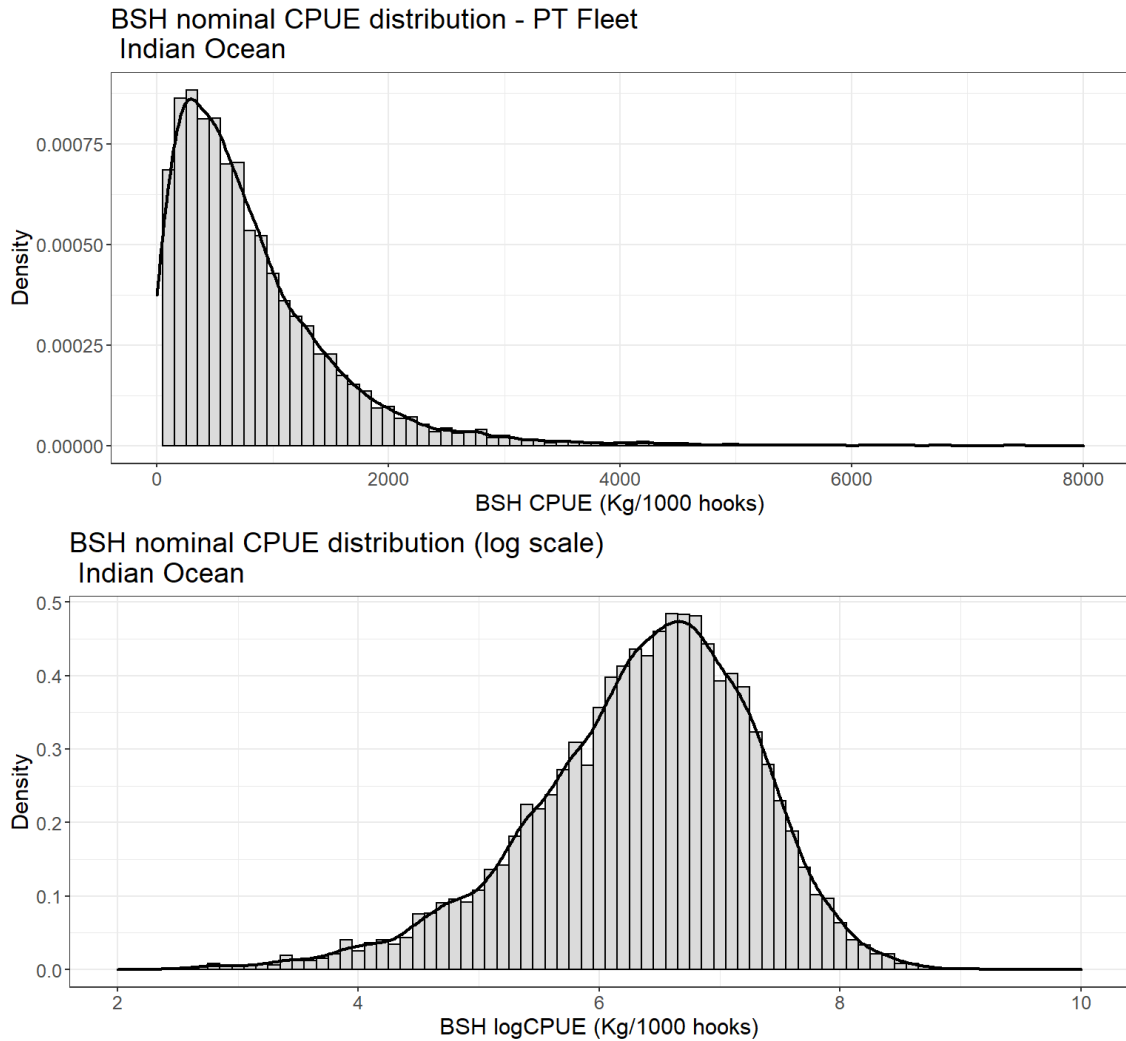 BSH nominal CPUE distribution - PT Fleet
Indian Ocean
0.00075
0.00050
0.00025
0.00000
Density
0 2000 4000 6000 8000
BSH CPUE (Kg/1000 hooks)
BSH nominal CPUE distribution (log scale)
Indian Ocean
0.5
0.4
0.3
0.2
0.1
0.0
Density
2 4 6 8 10
BSH logCPUE (Kg/1000 hooks)